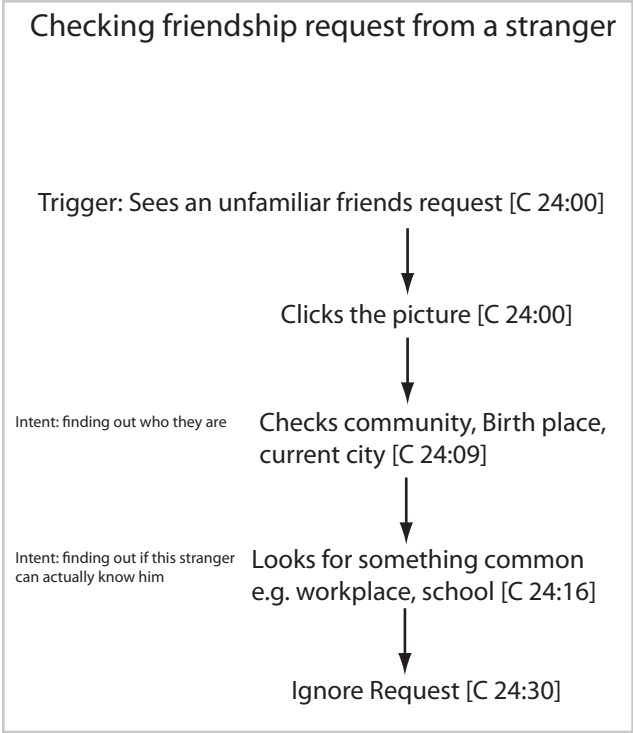 Checking friendship request from a stranger
Trigger: Sees an unfamiliar friends request [C 24:00]
Clicks the picture [C 24:00]
Intent: finding out who they are
Checks community, Birth place,
current city [C 24:09]
Intent: finding out if this stranger
can actually know him
Looks for something common
e.g. workplace, school [C 24:16]
Ignore Request [C 24:30]